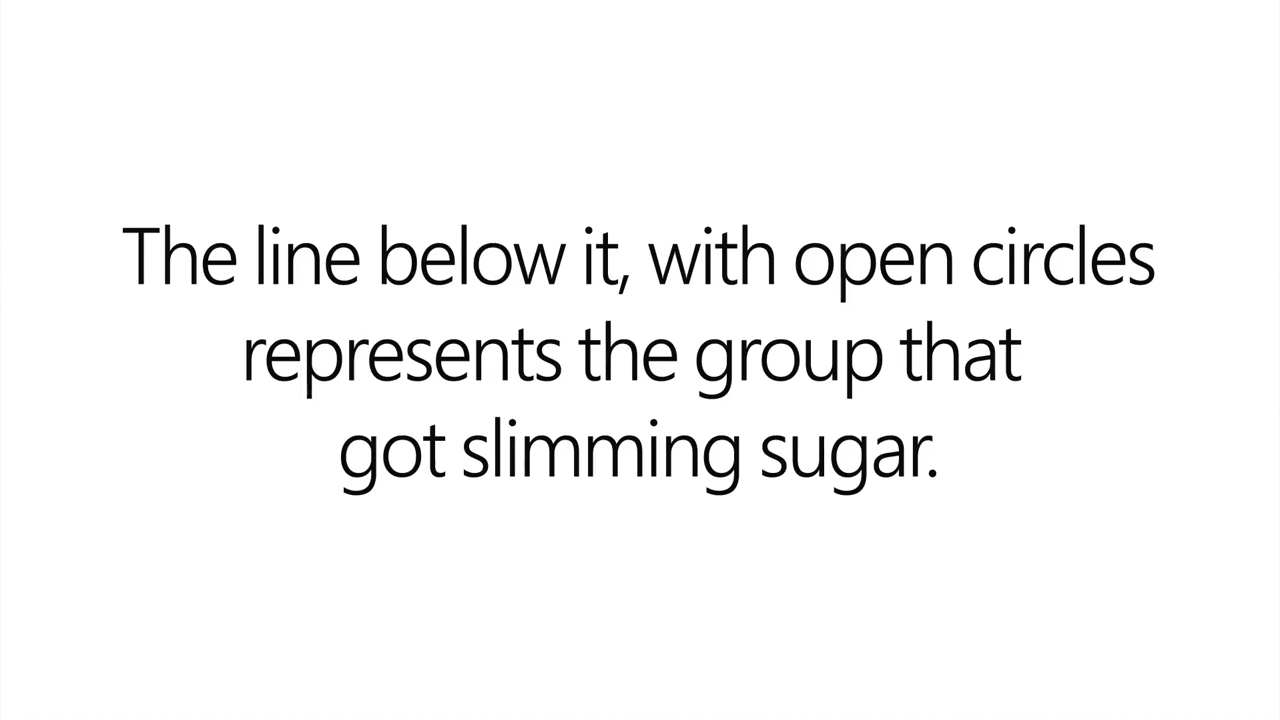 The line below it, with open circles
represents the group that
got slimming sugar.